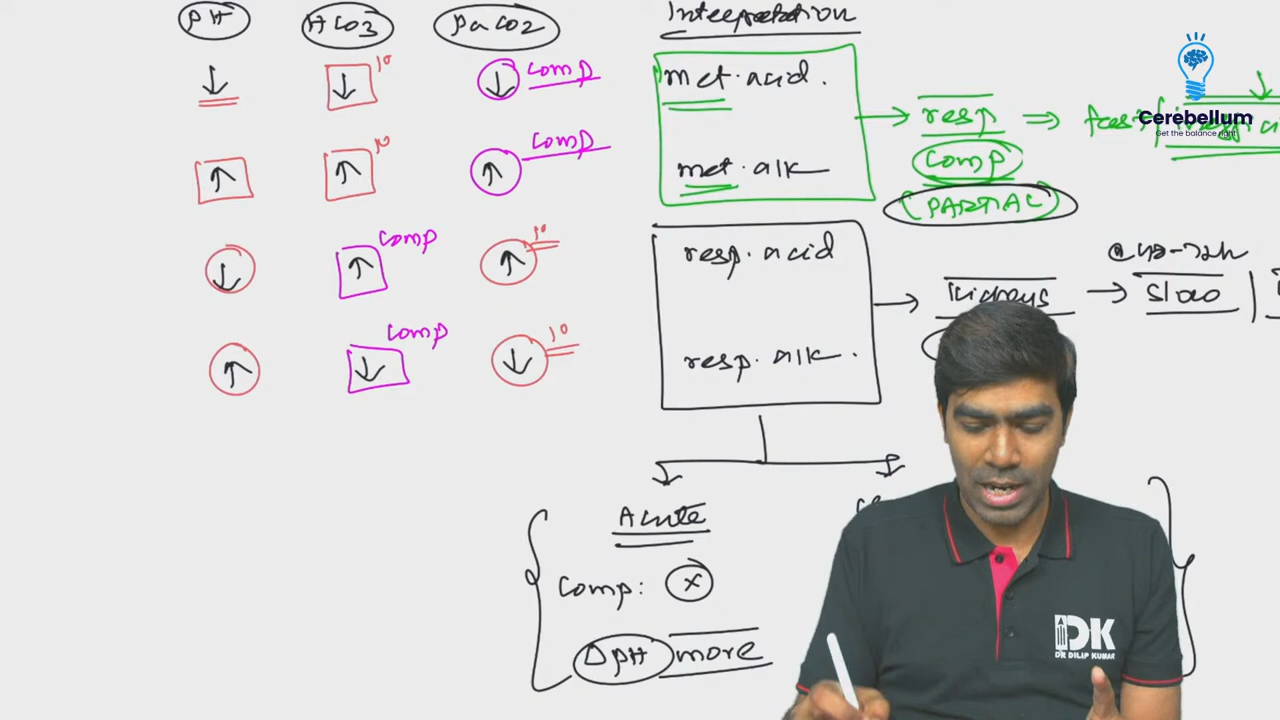 PH HCO3 PaCO2 Interpretation
↓ ↓ 1° ↓ comp met. acid.
resp ⇒
Cerebellum
Get the balance right
↑ ↑ 1° ↑ comp met. alk
comp
(PARTIAL)
↓ ↑ comp ↑ 1° resp. acid
@48-72h
kidneys → slow
↑ ↓ comp ↓ 1° resp. alk.
Acute
comp: x
ΔPH more
DK
DR DILIP KUMAR